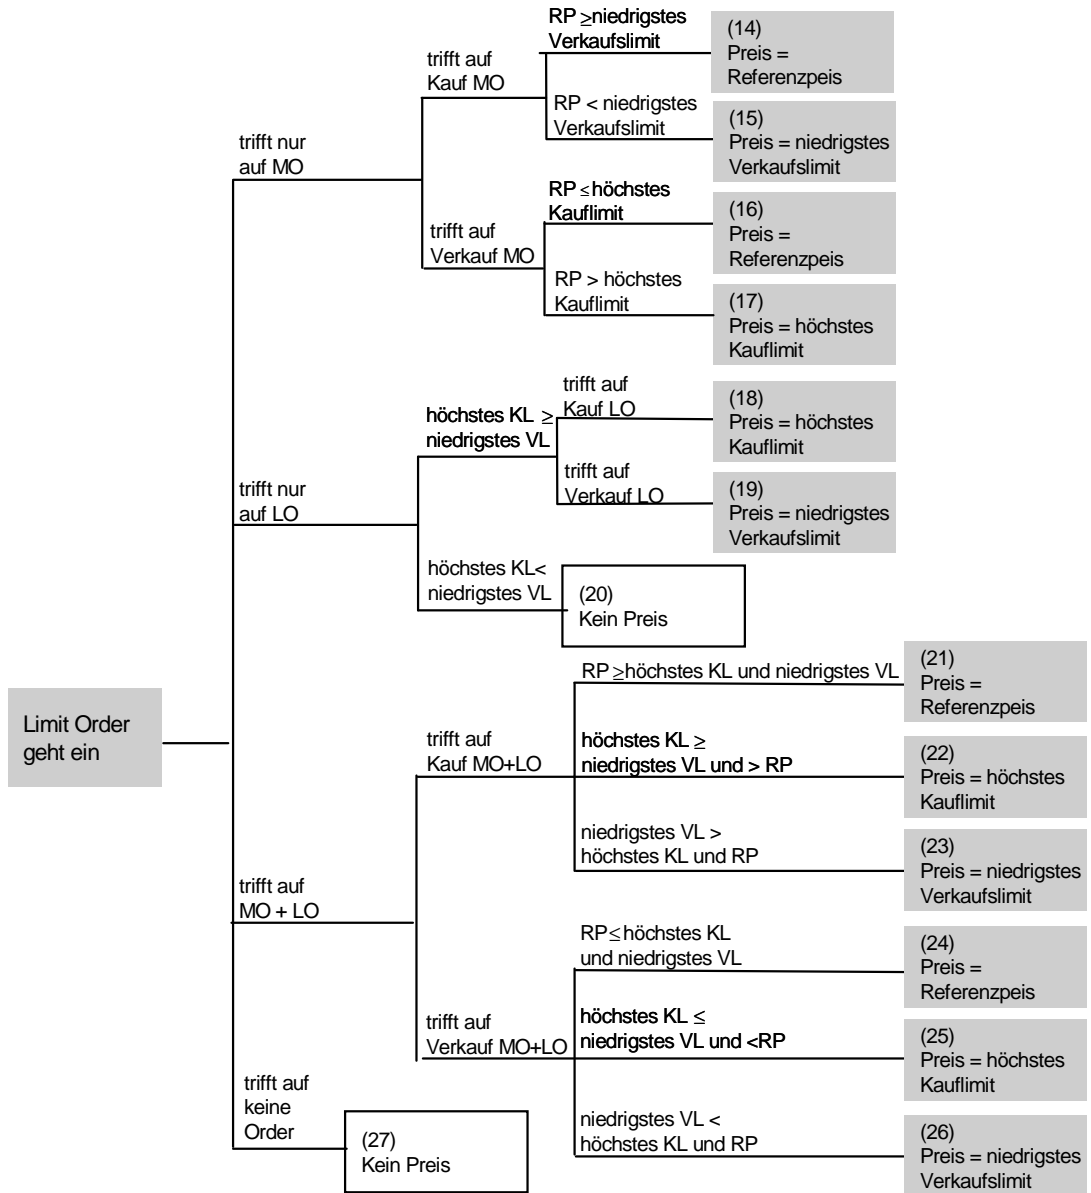 RP ≥niedrigstes
Verkaufslimit
(14)
Preis =
Referenzpeis
trifft auf
Kauf MO
RP < niedrigstes
Verkaufslimit
(15)
Preis = niedrigstes
Verkaufslimit
trifft nur
auf MO
RP ≤ höchstes
Kauflimit
(16)
Preis =
Referenzpeis
trifft auf
Verkauf MO
RP > höchstes
Kauflimit
(17)
Preis = höchstes
Kauflimit
trifft auf
Kauf LO
(18)
Preis = höchstes
Kauflimit
höchstes KL ≥
niedrigstes VL
trifft auf
Verkauf LO
(19)
Preis = niedrigstes
Verkaufslimit
trifft nur
auf LO
höchstes KL<
niedrigstes VL
(20)
Kein Preis
RP ≥höchstes KL und niedrigstes VL
(21)
Preis =
Referenzpeis
Limit Order
geht ein
trifft auf
Kauf MO+LO
höchstes KL ≥
niedrigstes VL und > RP
(22)
Preis = höchstes
Kauflimit
niedrigstes VL >
höchstes KL und RP
(23)
Preis = niedrigstes
Verkaufslimit
trifft auf
MO + LO
RP≤ höchstes KL
und niedrigstes VL
(24)
Preis =
Referenzpeis
trifft auf
Verkauf MO+LO
höchstes KL ≤
niedrigstes VL und <RP
(25)
Preis = höchstes
Kauflimit
trifft auf
keine
Order
(27)
Kein Preis
niedrigstes VL <
höchstes KL und RP
(26)
Preis = niedrigstes
Verkaufslimit